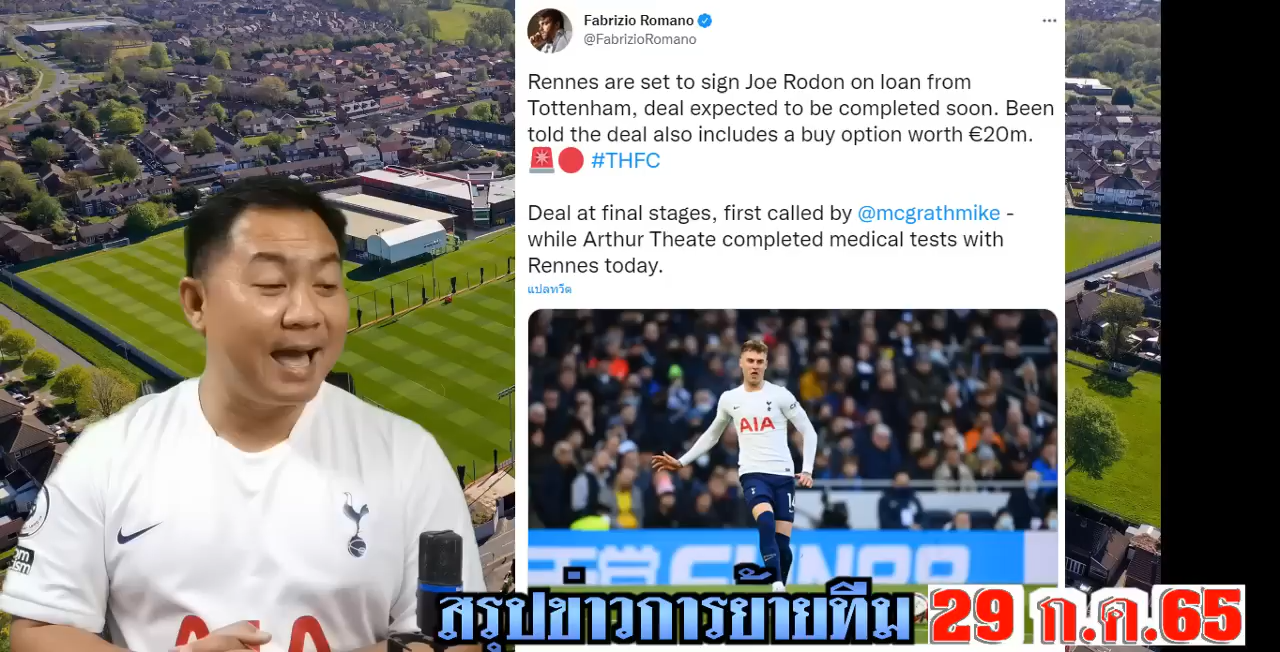 Fabrizio Romano
@FabrizioRomano
Rennes are set to sign Joe Rodon on loan from
Tottenham, deal expected to be completed soon. Been
told the deal also includes a buy option worth €20m.
🚨🔴 #THFC
Deal at final stages, first called by @mcgrathmike -
while Arthur Theate completed medical tests with
Rennes today.
แปลทวีต
AIA
14
AIA
สรุปข่าวการย้ายทีม 29 ก.ค.65